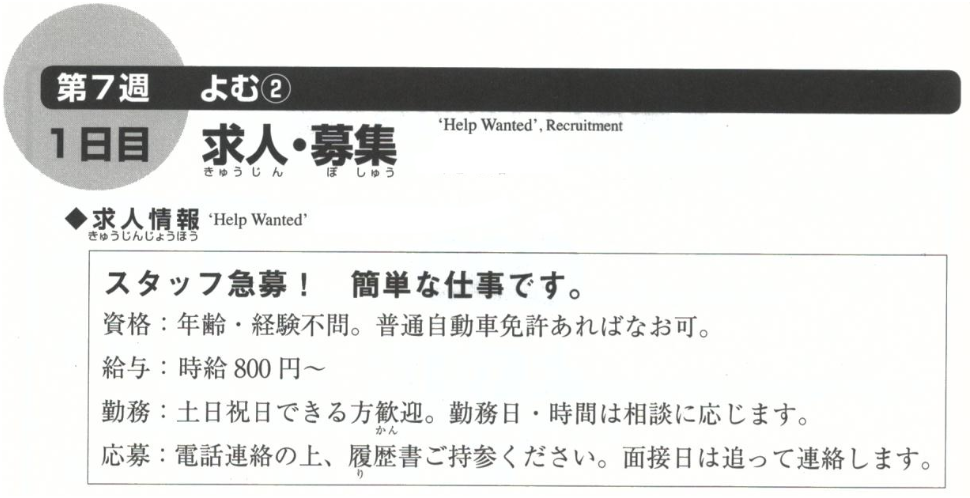 第7週 よむ②
1日目 求人・募集 'Help Wanted', Recruitment
きゅうじん ぼしゅう
◆求人情報 'Help Wanted'
きゅうじんじょうほう
スタッフ急募！ 簡単な仕事です。
資格：年齢・経験不問。普通自動車免許あればなお可。
給与：時給800円～
勤務：土日祝日できる方歓迎。勤務日・時間は相談に応じます。
かん
応募：電話連絡の上、履歴書ご持参ください。面接日は追って連絡します。
り